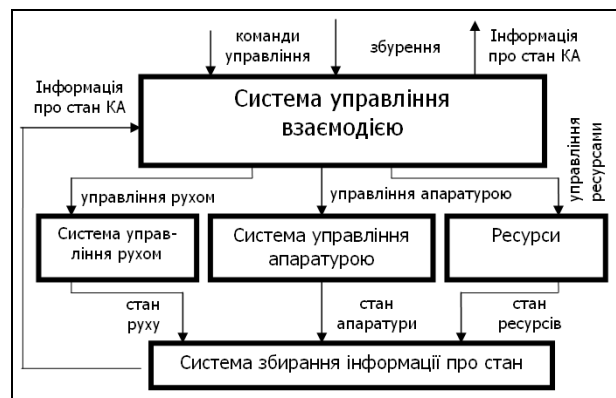 команди
управління
збурення
Інформація
про стан КА
Інформація
про стан КА
Система управління
взаємодією
управління
ресурсами
управління рухом
управління апаратурою
Система управ-
ління рухом
Система управління
апаратурою
Ресурси
стан
руху
стан
апаратури
стан
ресурсів
Система збирання інформації про стан